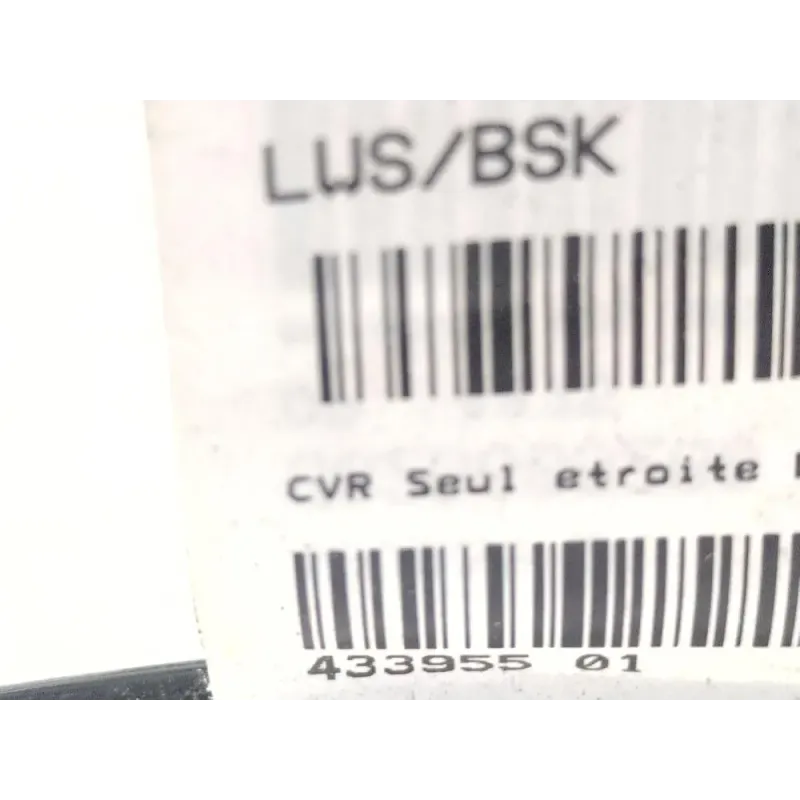 LWS/BSK
CVR Seul etroite
433955 01